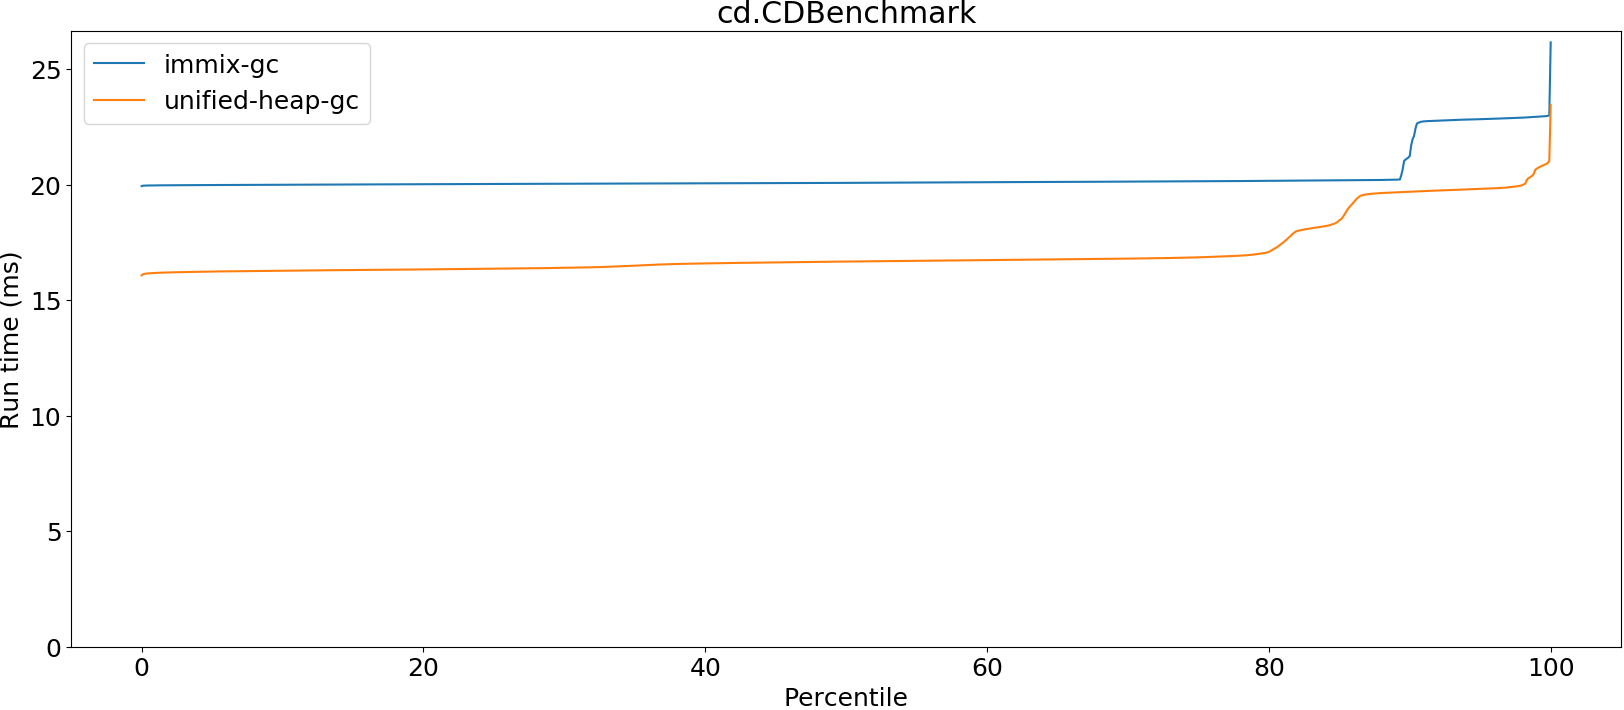 cd.CDBenchmark
immix-gc
unified-heap-gc
Run time (ms)
25
20
15
10
5
0
0 20 40 60 80 100
Percentile